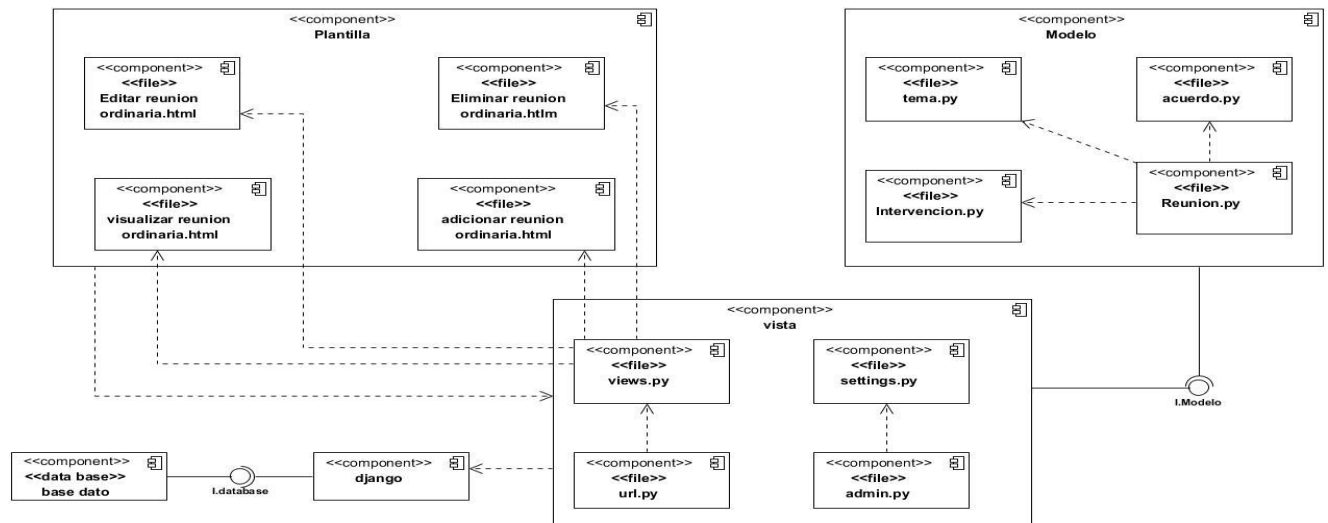 <<component>>
Plantilla
<<component>>
<<file>>
Editar reunion
ordinaria.html
<<component>>
<<file>>
Eliminar reunion
ordinaria.htlm
<<component>>
<<file>>
visualizar reunion
ordinaria.html
<<component>>
<<file>>
adicionar reunion
ordinaria.html
<<component>>
Modelo
<<component>>
<<file>>
tema.py
<<component>>
<<file>>
acuerdo.py
<<component>>
<<file>>
Intervencion.py
<<component>>
<<file>>
Reunion.py
<<component>>
vista
<<component>>
<<file>>
views.py
<<component>>
<<file>>
settings.py
<<component>>
<<file>>
url.py
<<component>>
<<file>>
admin.py
I.Modelo
<<component>>
<<data base>>
base dato
I.database
<<component>>
django